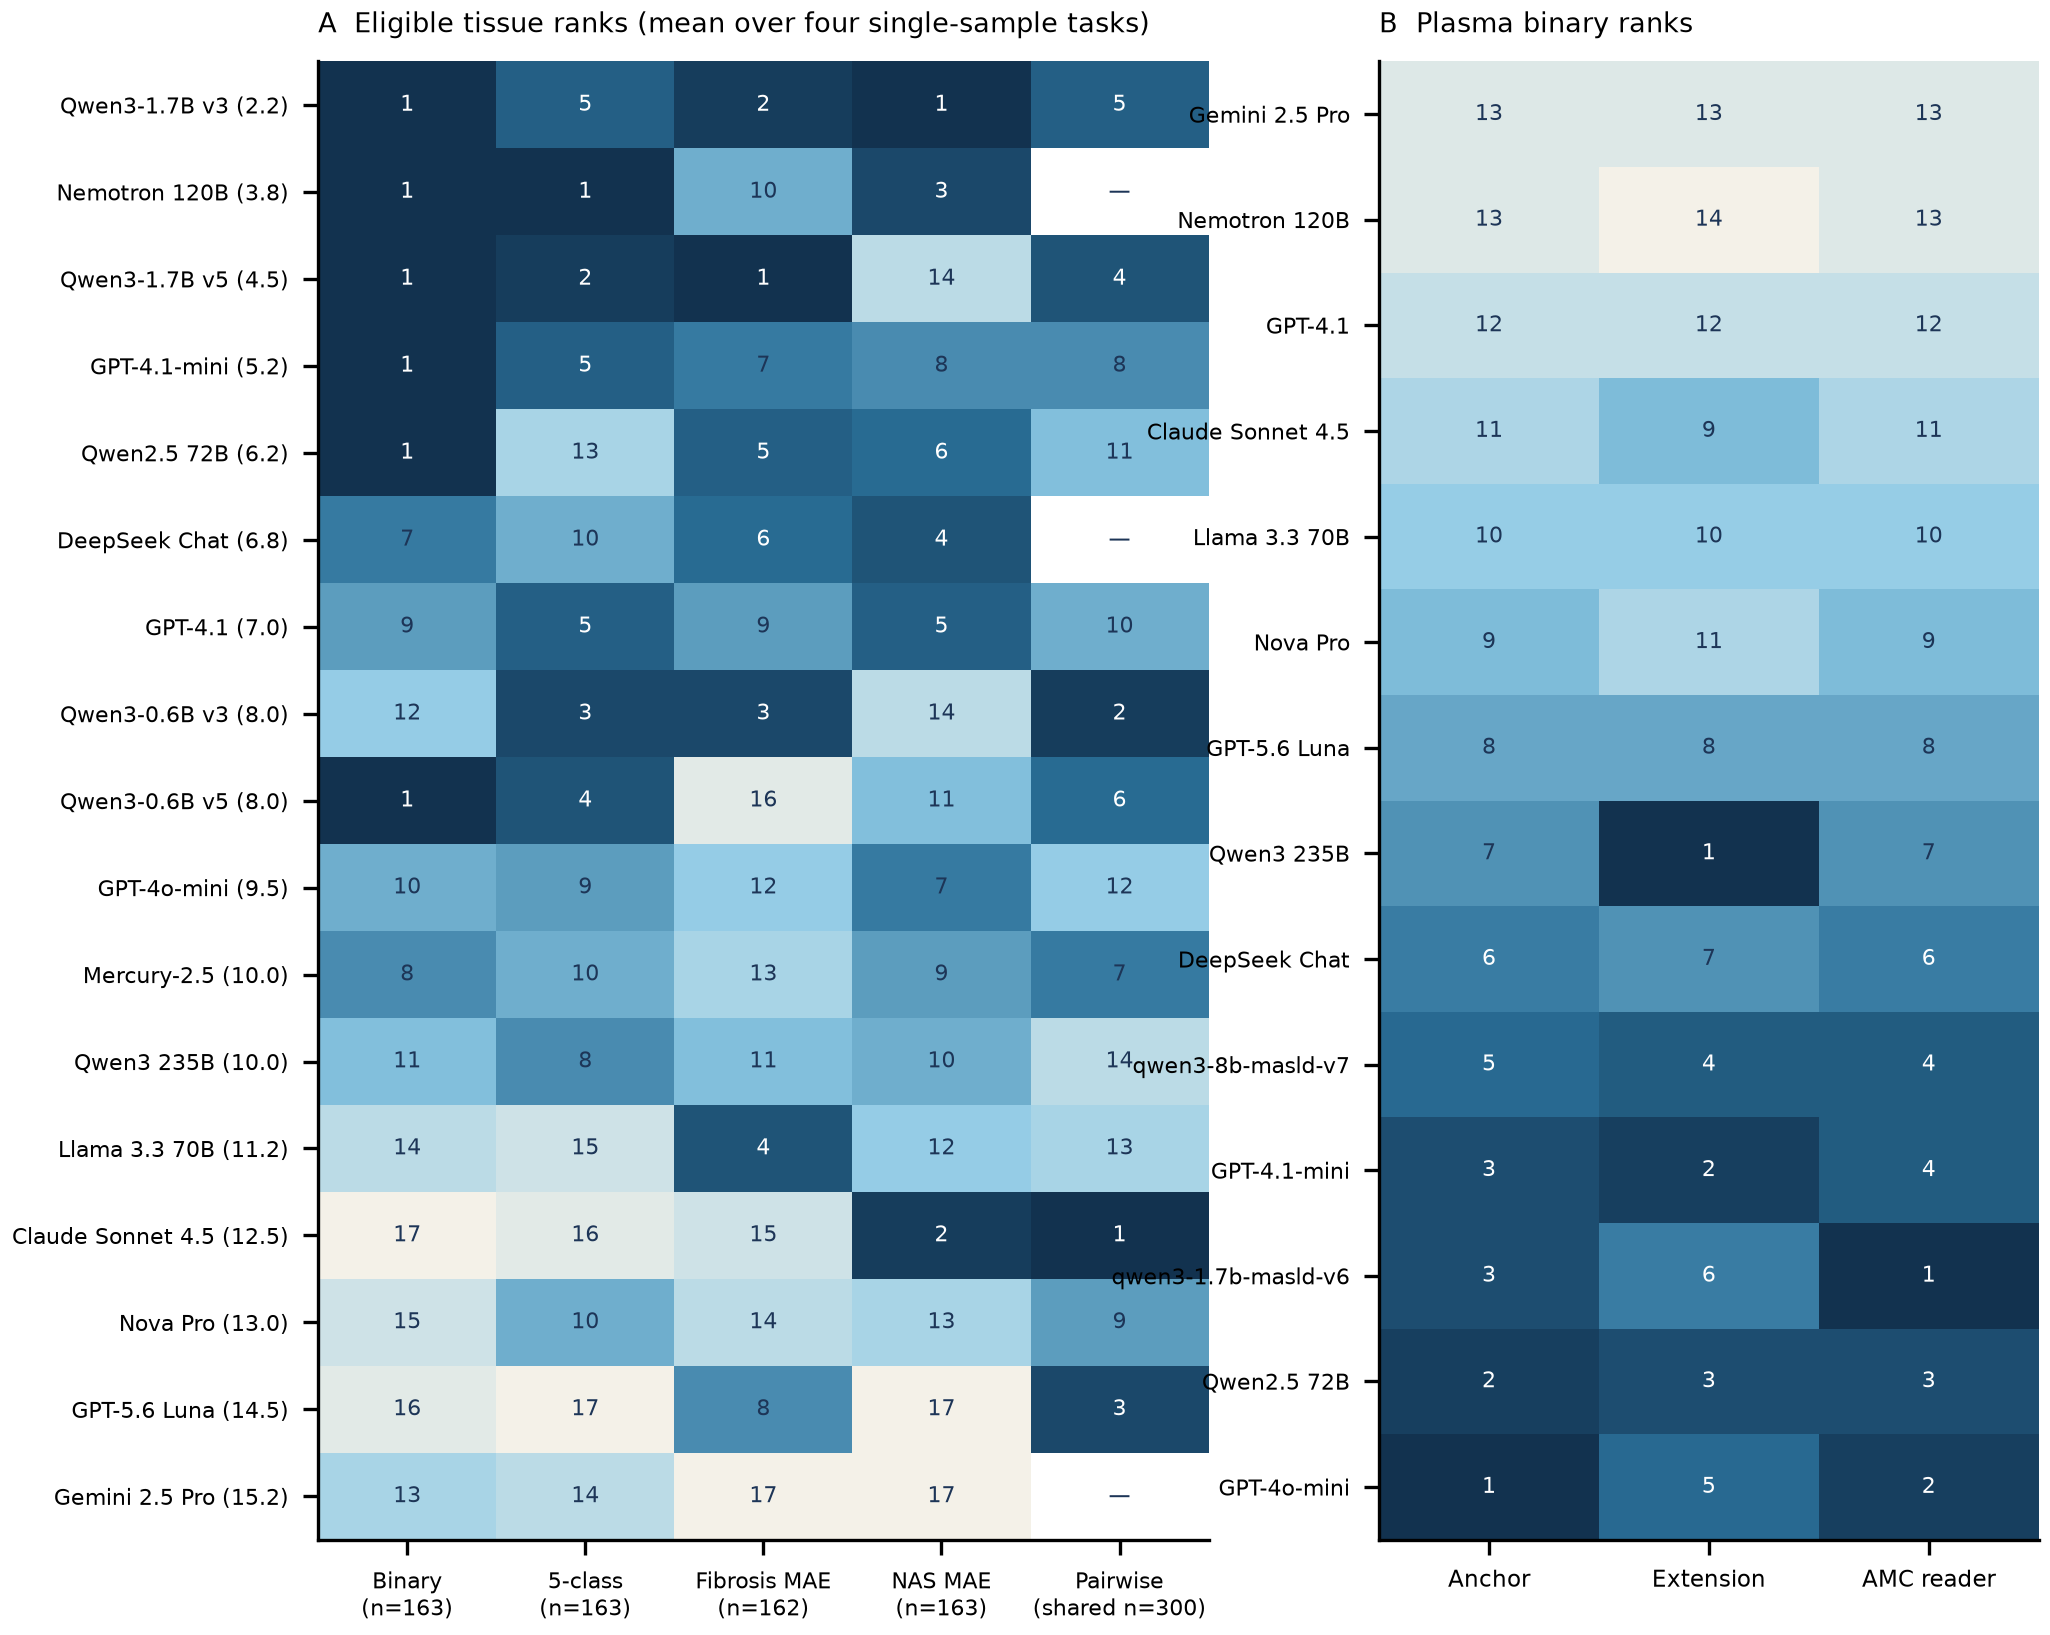 A  Eligible tissue ranks (mean over four single-sample tasks)
Qwen3-1.7B v3 (2.2) 1 5 2 1 5
Nemotron 120B (3.8) 1 1 10 3 —
Qwen3-1.7B v5 (4.5) 1 2 1 14 4
GPT-4.1-mini (5.2) 1 5 7 8 8
Qwen2.5 72B (6.2) 1 13 5 6 11
DeepSeek Chat (6.8) 7 10 6 4 —
GPT-4.1 (7.0) 9 5 9 5 10
Qwen3-0.6B v3 (8.0) 12 3 3 14 2
Qwen3-0.6B v5 (8.0) 1 4 16 11 6
GPT-4o-mini (9.5) 10 9 12 7 12
Mercury-2.5 (10.0) 8 10 13 9 7
Qwen3 235B (10.0) 11 8 11 10 14
Llama 3.3 70B (11.2) 14 15 4 12 13
Claude Sonnet 4.5 (12.5) 17 16 15 2 1
Nova Pro (13.0) 15 10 14 13 9
GPT-5.6 Luna (14.5) 16 17 8 17 3
Gemini 2.5 Pro (15.2) 13 14 17 17 —
Binary 5-class Fibrosis MAE NAS MAE Pairwise
(n=163) (n=163) (n=162) (n=163) (shared n=300)
B  Plasma binary ranks
Gemini 2.5 Pro 13 13 13
Nemotron 120B 13 14 13
GPT-4.1 12 12 12
Claude Sonnet 4.5 11 9 11
Llama 3.3 70B 10 10 10
Nova Pro 9 11 9
GPT-5.6 Luna 8 8 8
Qwen3 235B 7 1 7
DeepSeek Chat 6 7 6
qwen3-8b-masld-v7 5 4 4
GPT-4.1-mini 3 2 4
qwen3-1.7b-masld-v6 3 6 1
Qwen2.5 72B 2 3 3
GPT-4o-mini 1 5 2
Anchor Extension AMC reader